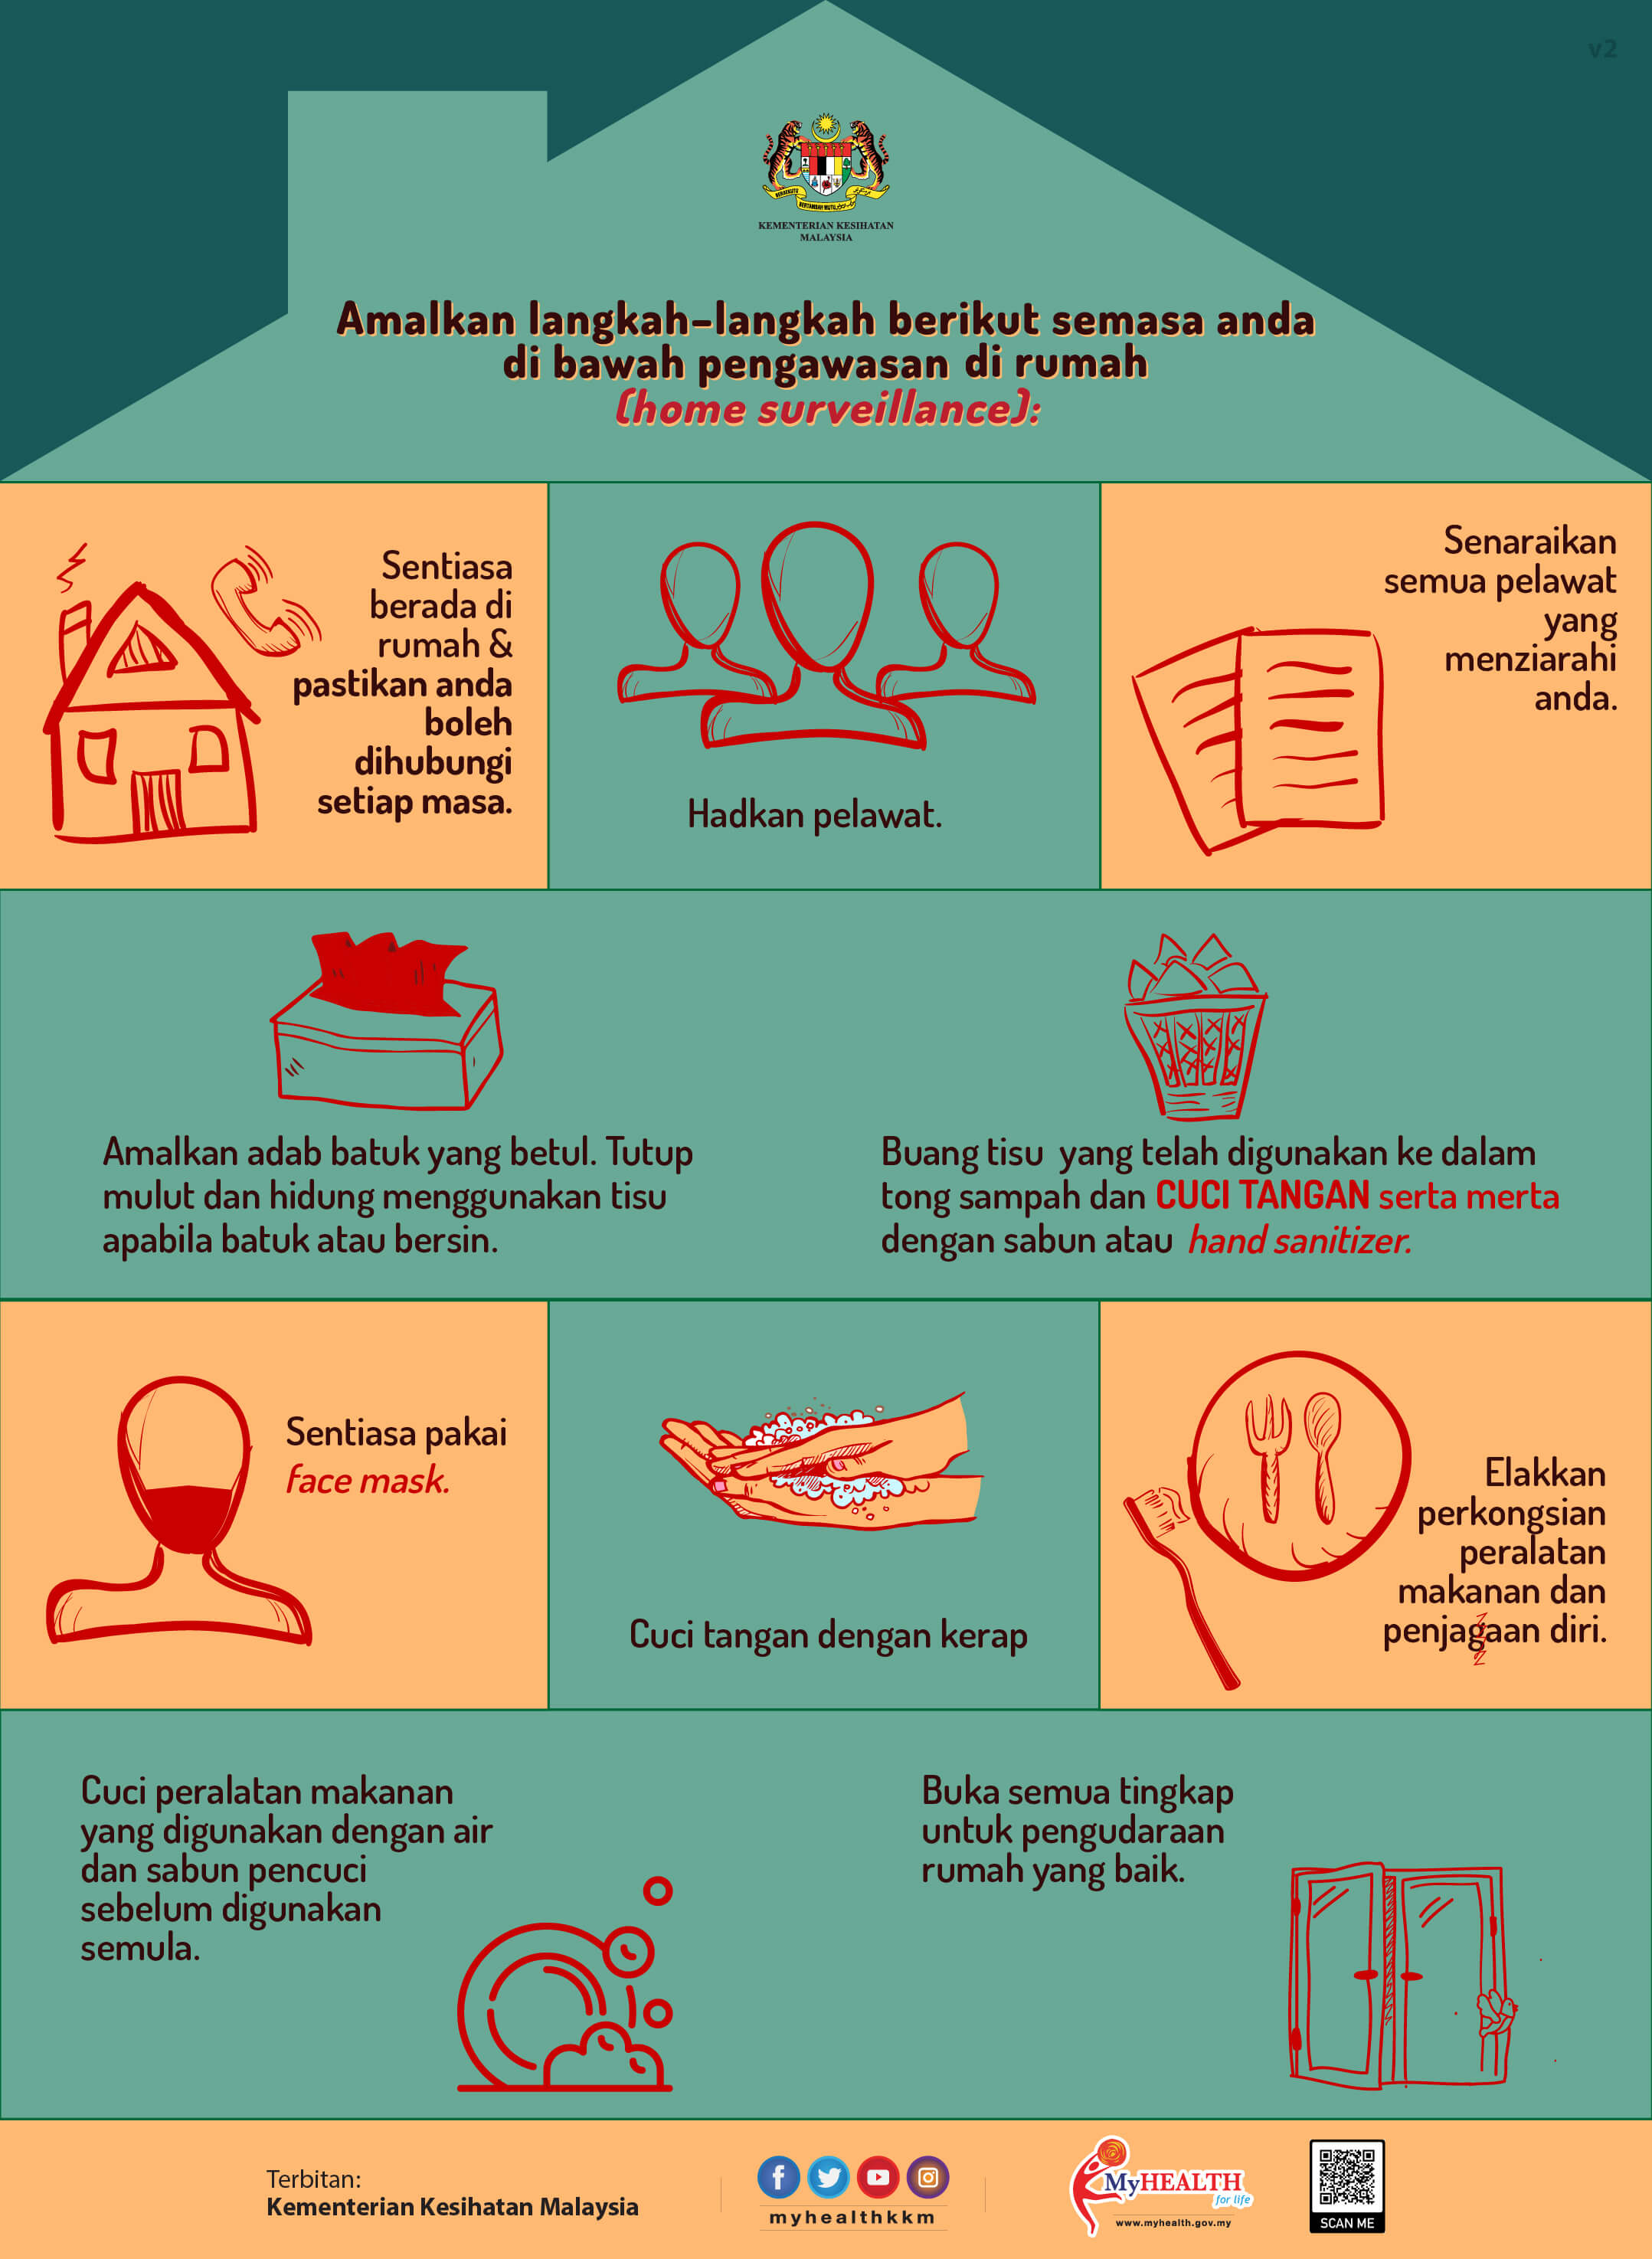 v2
KEMENTERIAN KESIHATAN
MALAYSIA
Amalkan langkah-langkah berikut semasa anda
di bawah pengawasan di rumah
(home surveillance):
Sentiasa
berada di
rumah &
pastikan anda
boleh
dihubungi
setiap masa.
Hadkan pelawat.
Senaraikan
semua pelawat
yang
menziarahi
anda.
Amalkan adab batuk yang betul. Tutup
mulut dan hidung menggunakan tisu
apabila batuk atau bersin.
Buang tisu yang telah digunakan ke dalam
tong sampah dan CUCI TANGAN serta merta
dengan sabun atau hand sanitizer.
Sentiasa pakai
face mask.
Cuci tangan dengan kerap
Elakkan
perkongsian
peralatan
makanan dan
penjagaan diri.
Cuci peralatan makanan
yang digunakan dengan air
dan sabun pencuci
sebelum digunakan
semula.
Buka semua tingkap
untuk pengudaraan
rumah yang baik.
Terbitan:
Kementerian Kesihatan Malaysia
myhealthkkm
MyHEALTH
for life
www.myhealth.gov.my
SCAN ME